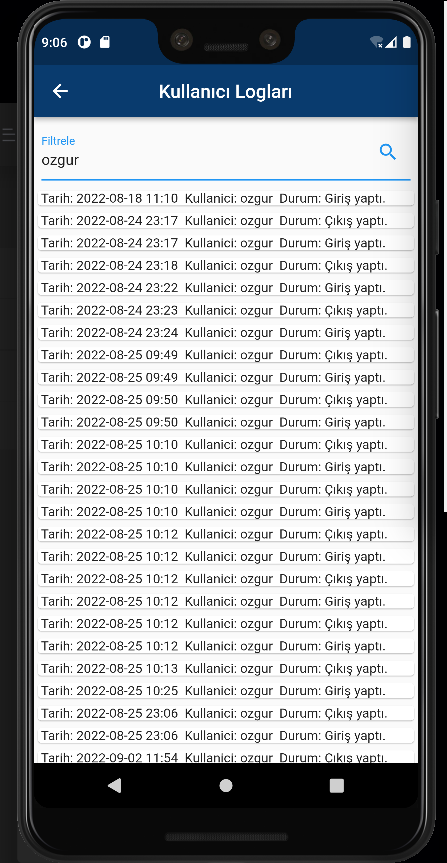 9:06
Kullanıcı Logları
Filtrele
ozgur
Tarih: 2022-08-18 11:10 Kullanici: ozgur Durum: Giriş yaptı.
Tarih: 2022-08-24 23:17 Kullanici: ozgur Durum: Çıkış yaptı.
Tarih: 2022-08-24 23:17 Kullanici: ozgur Durum: Giriş yaptı.
Tarih: 2022-08-24 23:18 Kullanici: ozgur Durum: Çıkış yaptı.
Tarih: 2022-08-24 23:22 Kullanici: ozgur Durum: Giriş yaptı.
Tarih: 2022-08-24 23:23 Kullanici: ozgur Durum: Çıkış yaptı.
Tarih: 2022-08-24 23:24 Kullanici: ozgur Durum: Giriş yaptı.
Tarih: 2022-08-25 09:49 Kullanici: ozgur Durum: Çıkış yaptı.
Tarih: 2022-08-25 09:49 Kullanici: ozgur Durum: Giriş yaptı.
Tarih: 2022-08-25 09:50 Kullanici: ozgur Durum: Çıkış yaptı.
Tarih: 2022-08-25 09:50 Kullanici: ozgur Durum: Giriş yaptı.
Tarih: 2022-08-25 10:10 Kullanici: ozgur Durum: Çıkış yaptı.
Tarih: 2022-08-25 10:10 Kullanici: ozgur Durum: Giriş yaptı.
Tarih: 2022-08-25 10:10 Kullanici: ozgur Durum: Çıkış yaptı.
Tarih: 2022-08-25 10:10 Kullanici: ozgur Durum: Giriş yaptı.
Tarih: 2022-08-25 10:12 Kullanici: ozgur Durum: Çıkış yaptı.
Tarih: 2022-08-25 10:12 Kullanici: ozgur Durum: Giriş yaptı.
Tarih: 2022-08-25 10:12 Kullanici: ozgur Durum: Çıkış yaptı.
Tarih: 2022-08-25 10:12 Kullanici: ozgur Durum: Giriş yaptı.
Tarih: 2022-08-25 10:12 Kullanici: ozgur Durum: Çıkış yaptı.
Tarih: 2022-08-25 10:12 Kullanici: ozgur Durum: Giriş yaptı.
Tarih: 2022-08-25 10:13 Kullanici: ozgur Durum: Çıkış yaptı.
Tarih: 2022-08-25 10:25 Kullanici: ozgur Durum: Giriş yaptı.
Tarih: 2022-08-25 23:06 Kullanici: ozgur Durum: Çıkış yaptı.
Tarih: 2022-08-25 23:06 Kullanici: ozgur Durum: Giriş yaptı.
Tarih: 2022-09-02 11:54 Kullanici: ozgur Durum: Çıkış yaptı.